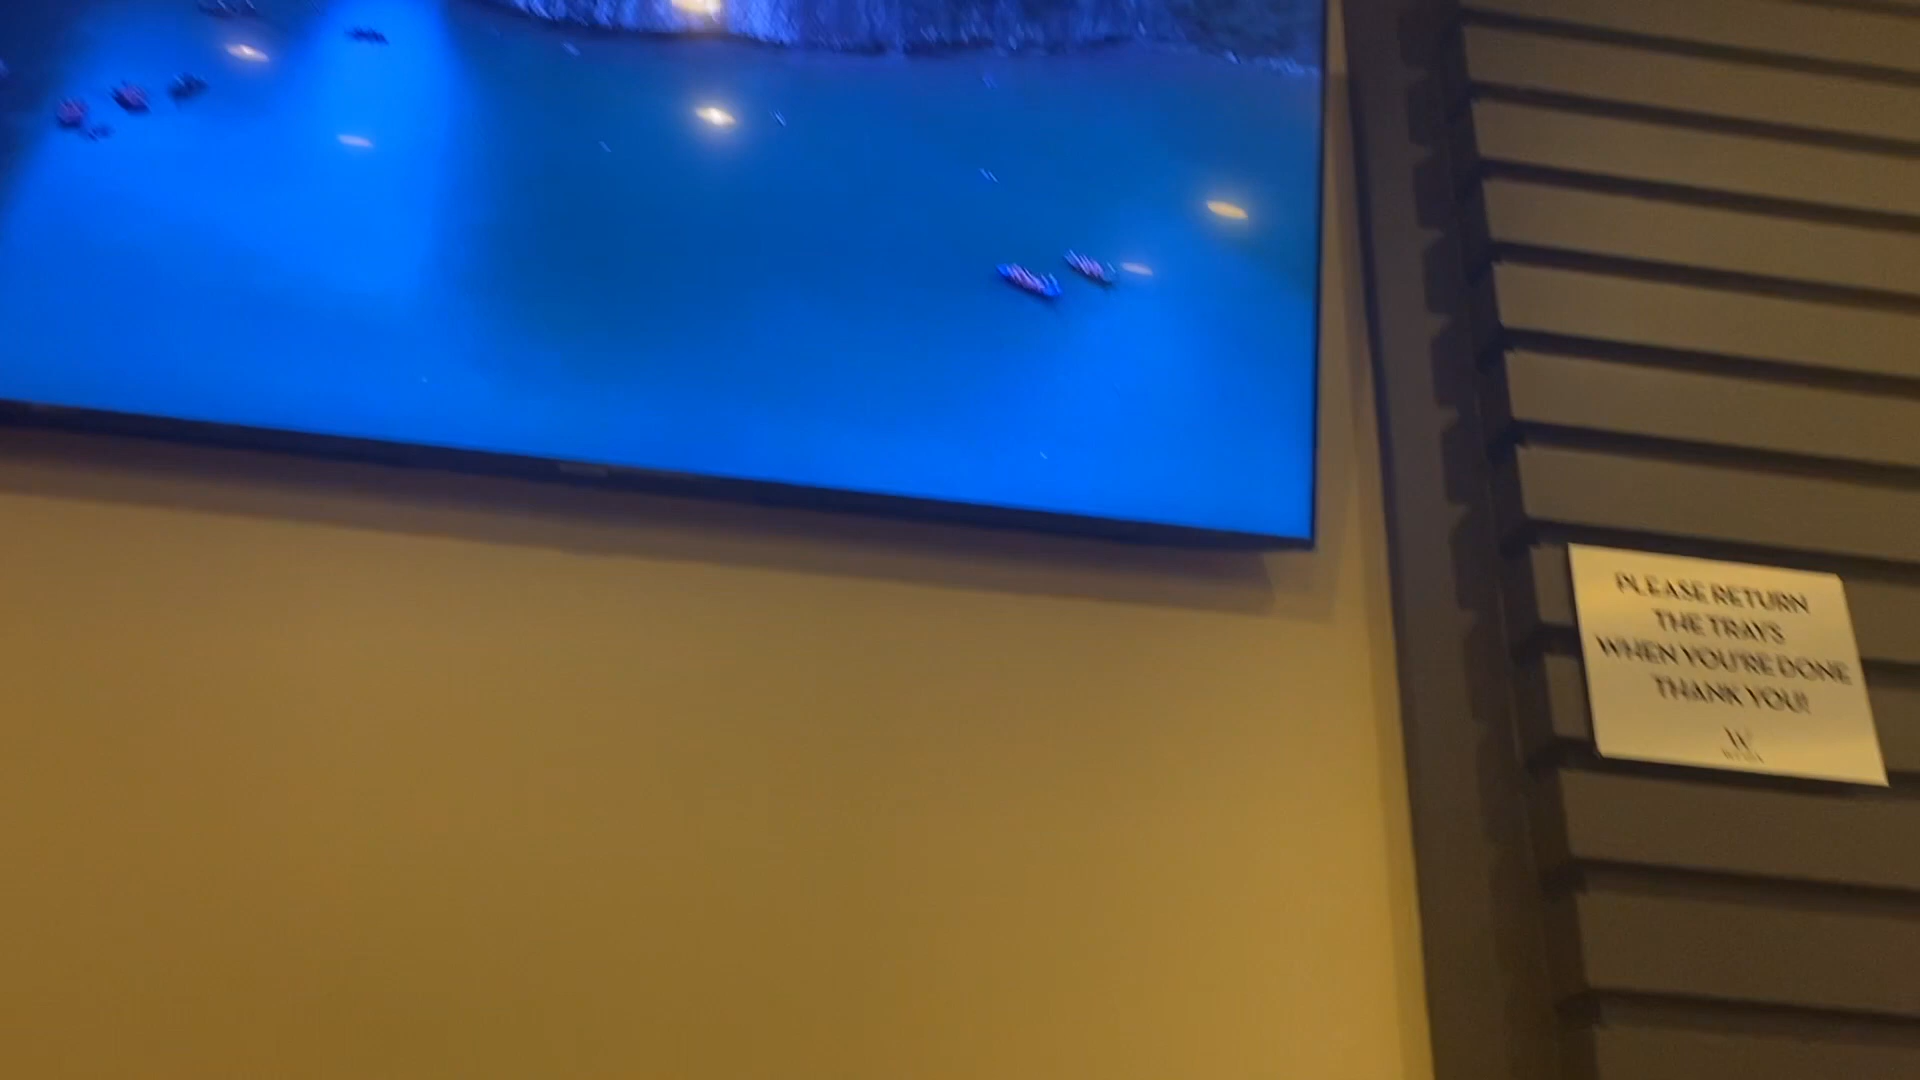 PLEASE RETURN
THE TRAYS
WHEN YOU'RE DONE
THANK YOU!
W